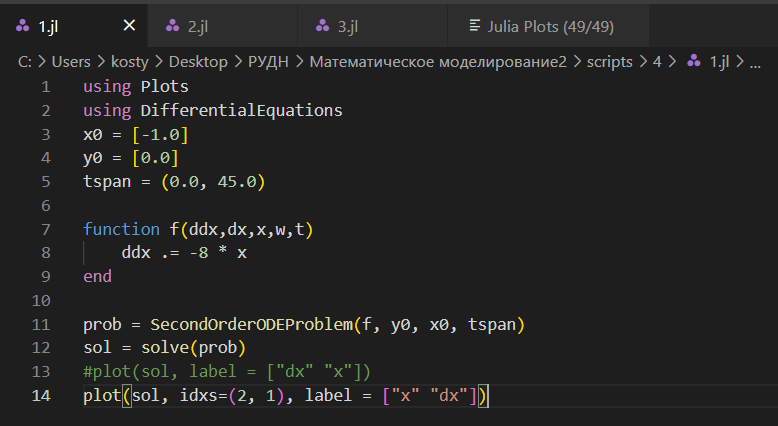 1.jl × 2.jl 3.jl Julia Plots (49/49)
C: > Users > kosty > Desktop > РУДН > Математическое моделирование2 > scripts > 4 > 1.jl > ...
1 using Plots
2 using DifferentialEquations
3 x0 = [-1.0]
4 y0 = [0.0]
5 tspan = (0.0, 45.0)
6
7 function f(ddx,dx,x,w,t)
8     ddx .= -8 * x
9 end
10
11 prob = SecondOrderODEProblem(f, y0, x0, tspan)
12 sol = solve(prob)
13 #plot(sol, label = ["dx" "x"])
14 plot(sol, idxs=(2, 1), label = ["x" "dx"])